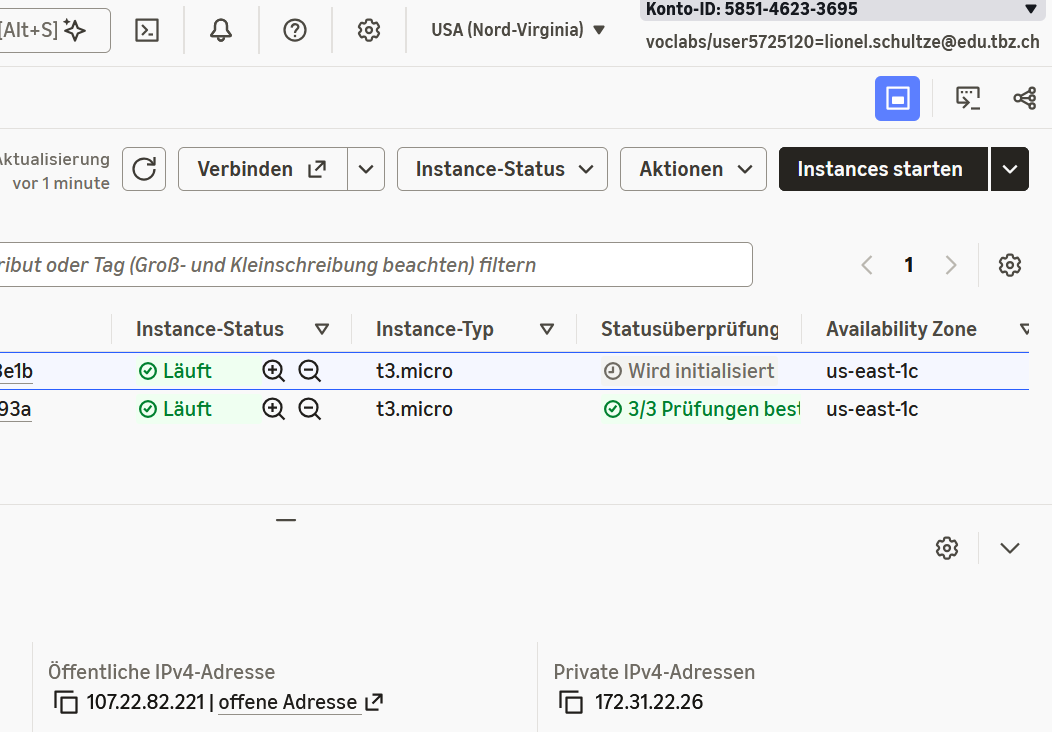 [Alt+S]
USA (Nord-Virginia)
Konto-ID: 5851-4623-3695
voclabs/user5725120=lionel.schultze@edu.tbz.ch
Aktualisierung
vor 1 minute
Verbinden
Instance-Status
Aktionen
Instances starten
ribut oder Tag (Groß- und Kleinschreibung beachten) filtern
1
Instance-Status
Instance-Typ
Statusüberprüfung
Availability Zone
3e1b
Läuft
t3.micro
Wird initialisiert
us-east-1c
93a
Läuft
t3.micro
3/3 Prüfungen best
us-east-1c
Öffentliche IPv4-Adresse
107.22.82.221 | offene Adresse
Private IPv4-Adressen
172.31.22.26